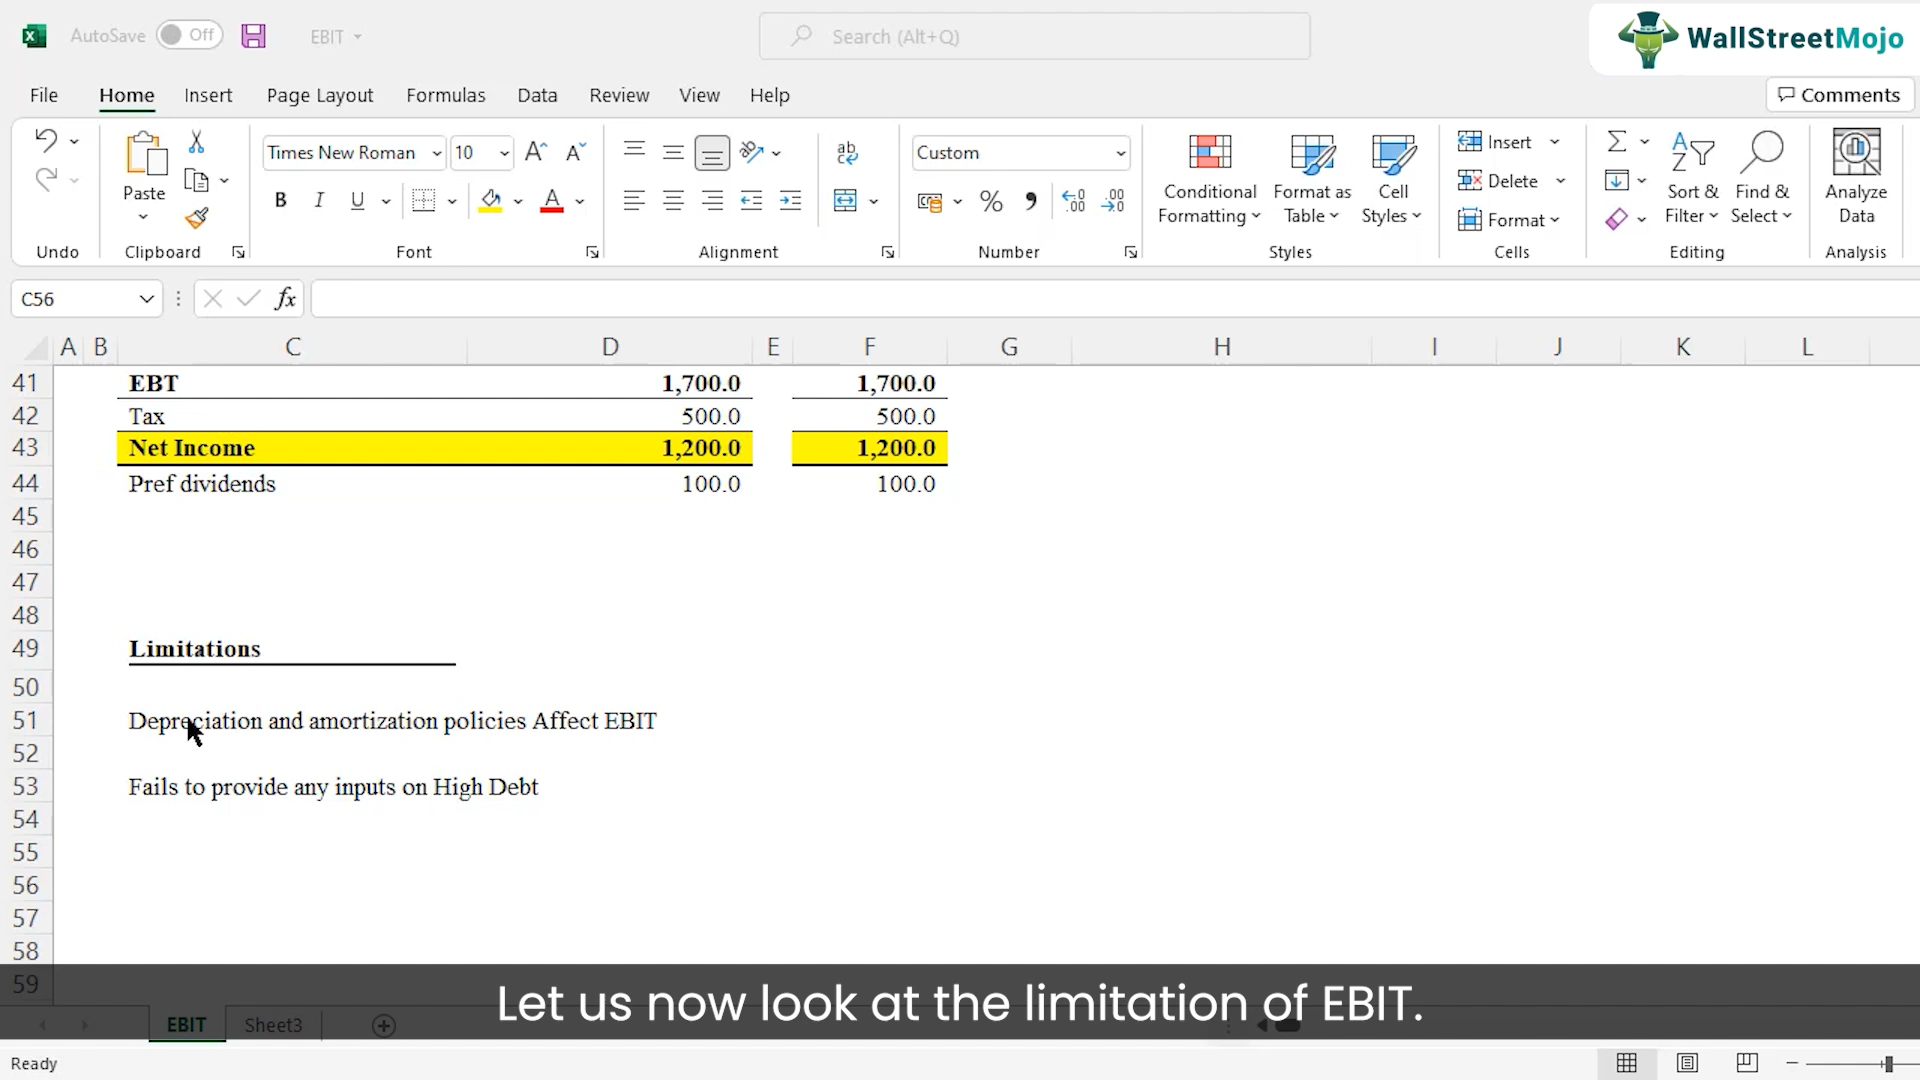 AutoSave Off EBIT Search (Alt+Q) WallStreetMojo
File Home Insert Page Layout Formulas Data Review View Help Comments
Undo
Paste
Clipboard
Times New Roman 10
B I U A
Font
ab
Alignment
Custom
% .00 .00
Number
Conditional Formatting
Format as Table
Cell Styles
Styles
Insert
Delete
Format
Cells
Sort & Filter
Find & Select
Editing
Analyze Data
Analysis
C56 fx
A B C D E F G H I J K L
41 EBT 1,700.0 1,700.0
42 Tax 500.0 500.0
43 Net Income 1,200.0 1,200.0
44 Pref dividends 100.0 100.0
45
46
47
48
49 Limitations
50
51 Depreciation and amortization policies Affect EBIT
52
53 Fails to provide any inputs on High Debt
54
55
56
57
58
59
Let us now look at the limitation of EBIT.
EBIT Sheet3
Ready